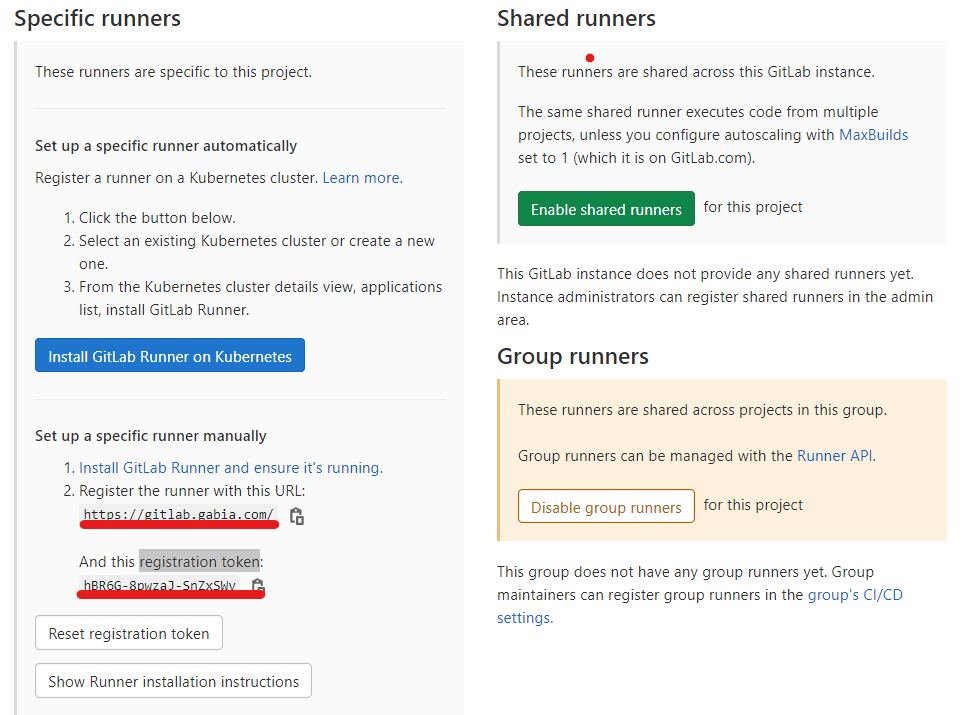 Specific runners
These runners are specific to this project.
Set up a specific runner automatically
Register a runner on a Kubernetes cluster. Learn more.
1. Click the button below.
2. Select an existing Kubernetes cluster or create a new
one.
3. From the Kubernetes cluster details view, applications
list, install GitLab Runner.
Install GitLab Runner on Kubernetes
Set up a specific runner manually
1. Install GitLab Runner and ensure it's running.
2. Register the runner with this URL:
https://gitlab.gabia.com/
And this registration token:
hBR6G-8pwzaJ-SnZxSWv
Reset registration token
Show Runner installation instructions
Shared runners
These runners are shared across this GitLab instance.
The same shared runner executes code from multiple
projects, unless you configure autoscaling with MaxBuilds
set to 1 (which it is on GitLab.com).
Enable shared runners for this project
This GitLab instance does not provide any shared runners yet.
Instance administrators can register shared runners in the admin
area.
Group runners
These runners are shared across projects in this group.
Group runners can be managed with the Runner API.
Disable group runners for this project
This group does not have any group runners yet. Group
maintainers can register group runners in the group's CI/CD
settings.